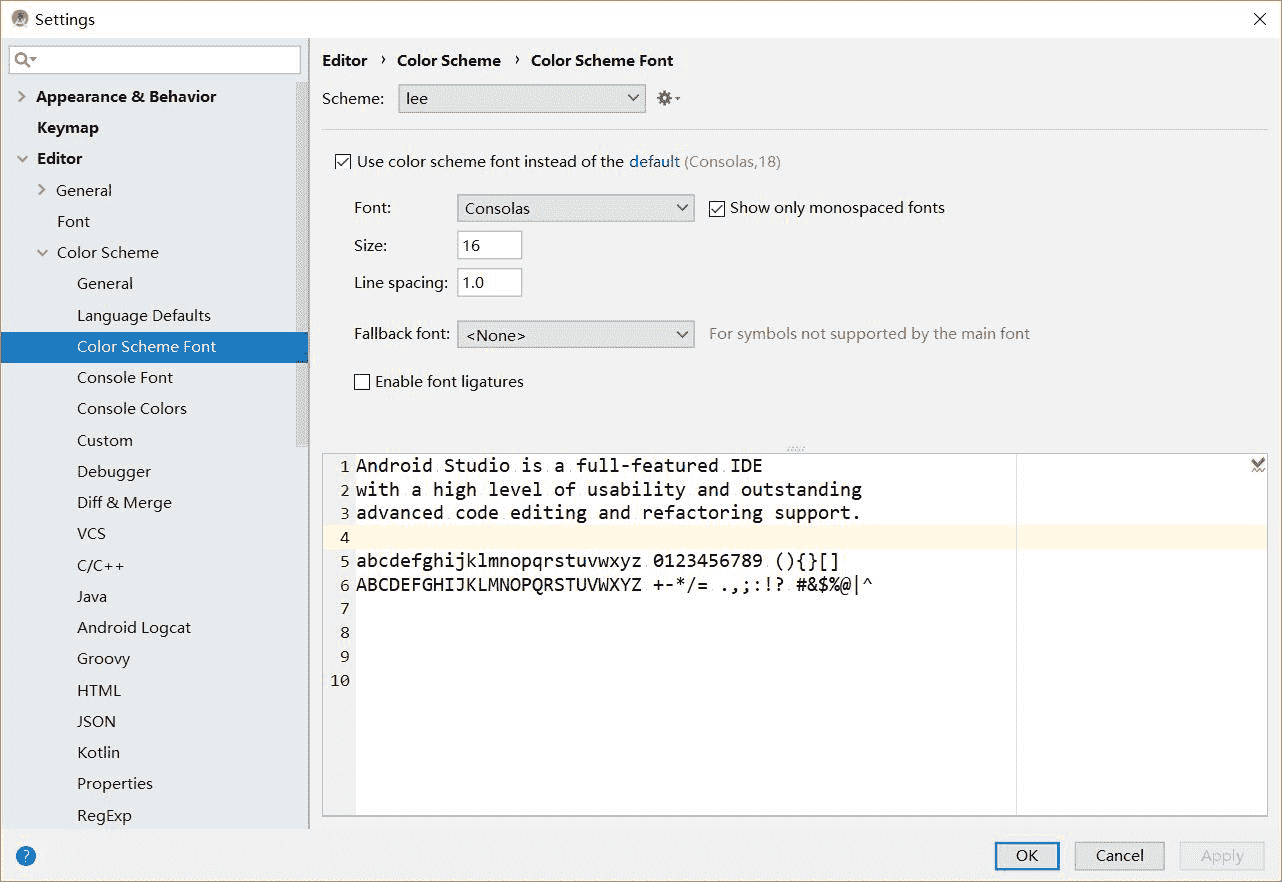 Settings
Editor › Color Scheme › Color Scheme Font
Scheme: lee
Appearance & Behavior
Keymap
Editor
General
Font
Color Scheme
General
Language Defaults
Color Scheme Font
Console Font
Console Colors
Custom
Debugger
Diff & Merge
VCS
C/C++
Java
Android Logcat
Groovy
HTML
JSON
Kotlin
Properties
RegExp
Use color scheme font instead of the default (Consolas,18)
Font: Consolas Show only monospaced fonts
Size: 16
Line spacing: 1.0
Fallback font: <None> For symbols not supported by the main font
Enable font ligatures
1 Android Studio is a full-featured IDE
2 with a high level of usability and outstanding
3 advanced code editing and refactoring support.
4
5 abcdefghijklmnopqrstuvwxyz 0123456789 (){}[]
6 ABCDEFGHIJKLMNOPQRSTUVWXYZ +-*/= .,;:!? #&$%@|^
7
8
9
10
? OK Cancel Apply